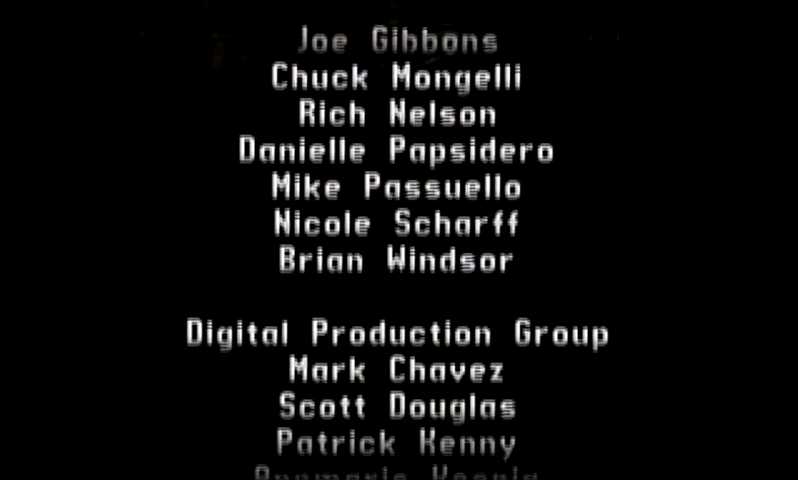 Joe Gibbons
Chuck Mongelli
Rich Nelson
Danielle Papsidero
Mike Passuello
Nicole Scharff
Brian Windsor
Digital Production Group
Mark Chavez
Scott Douglas
Patrick Kenny